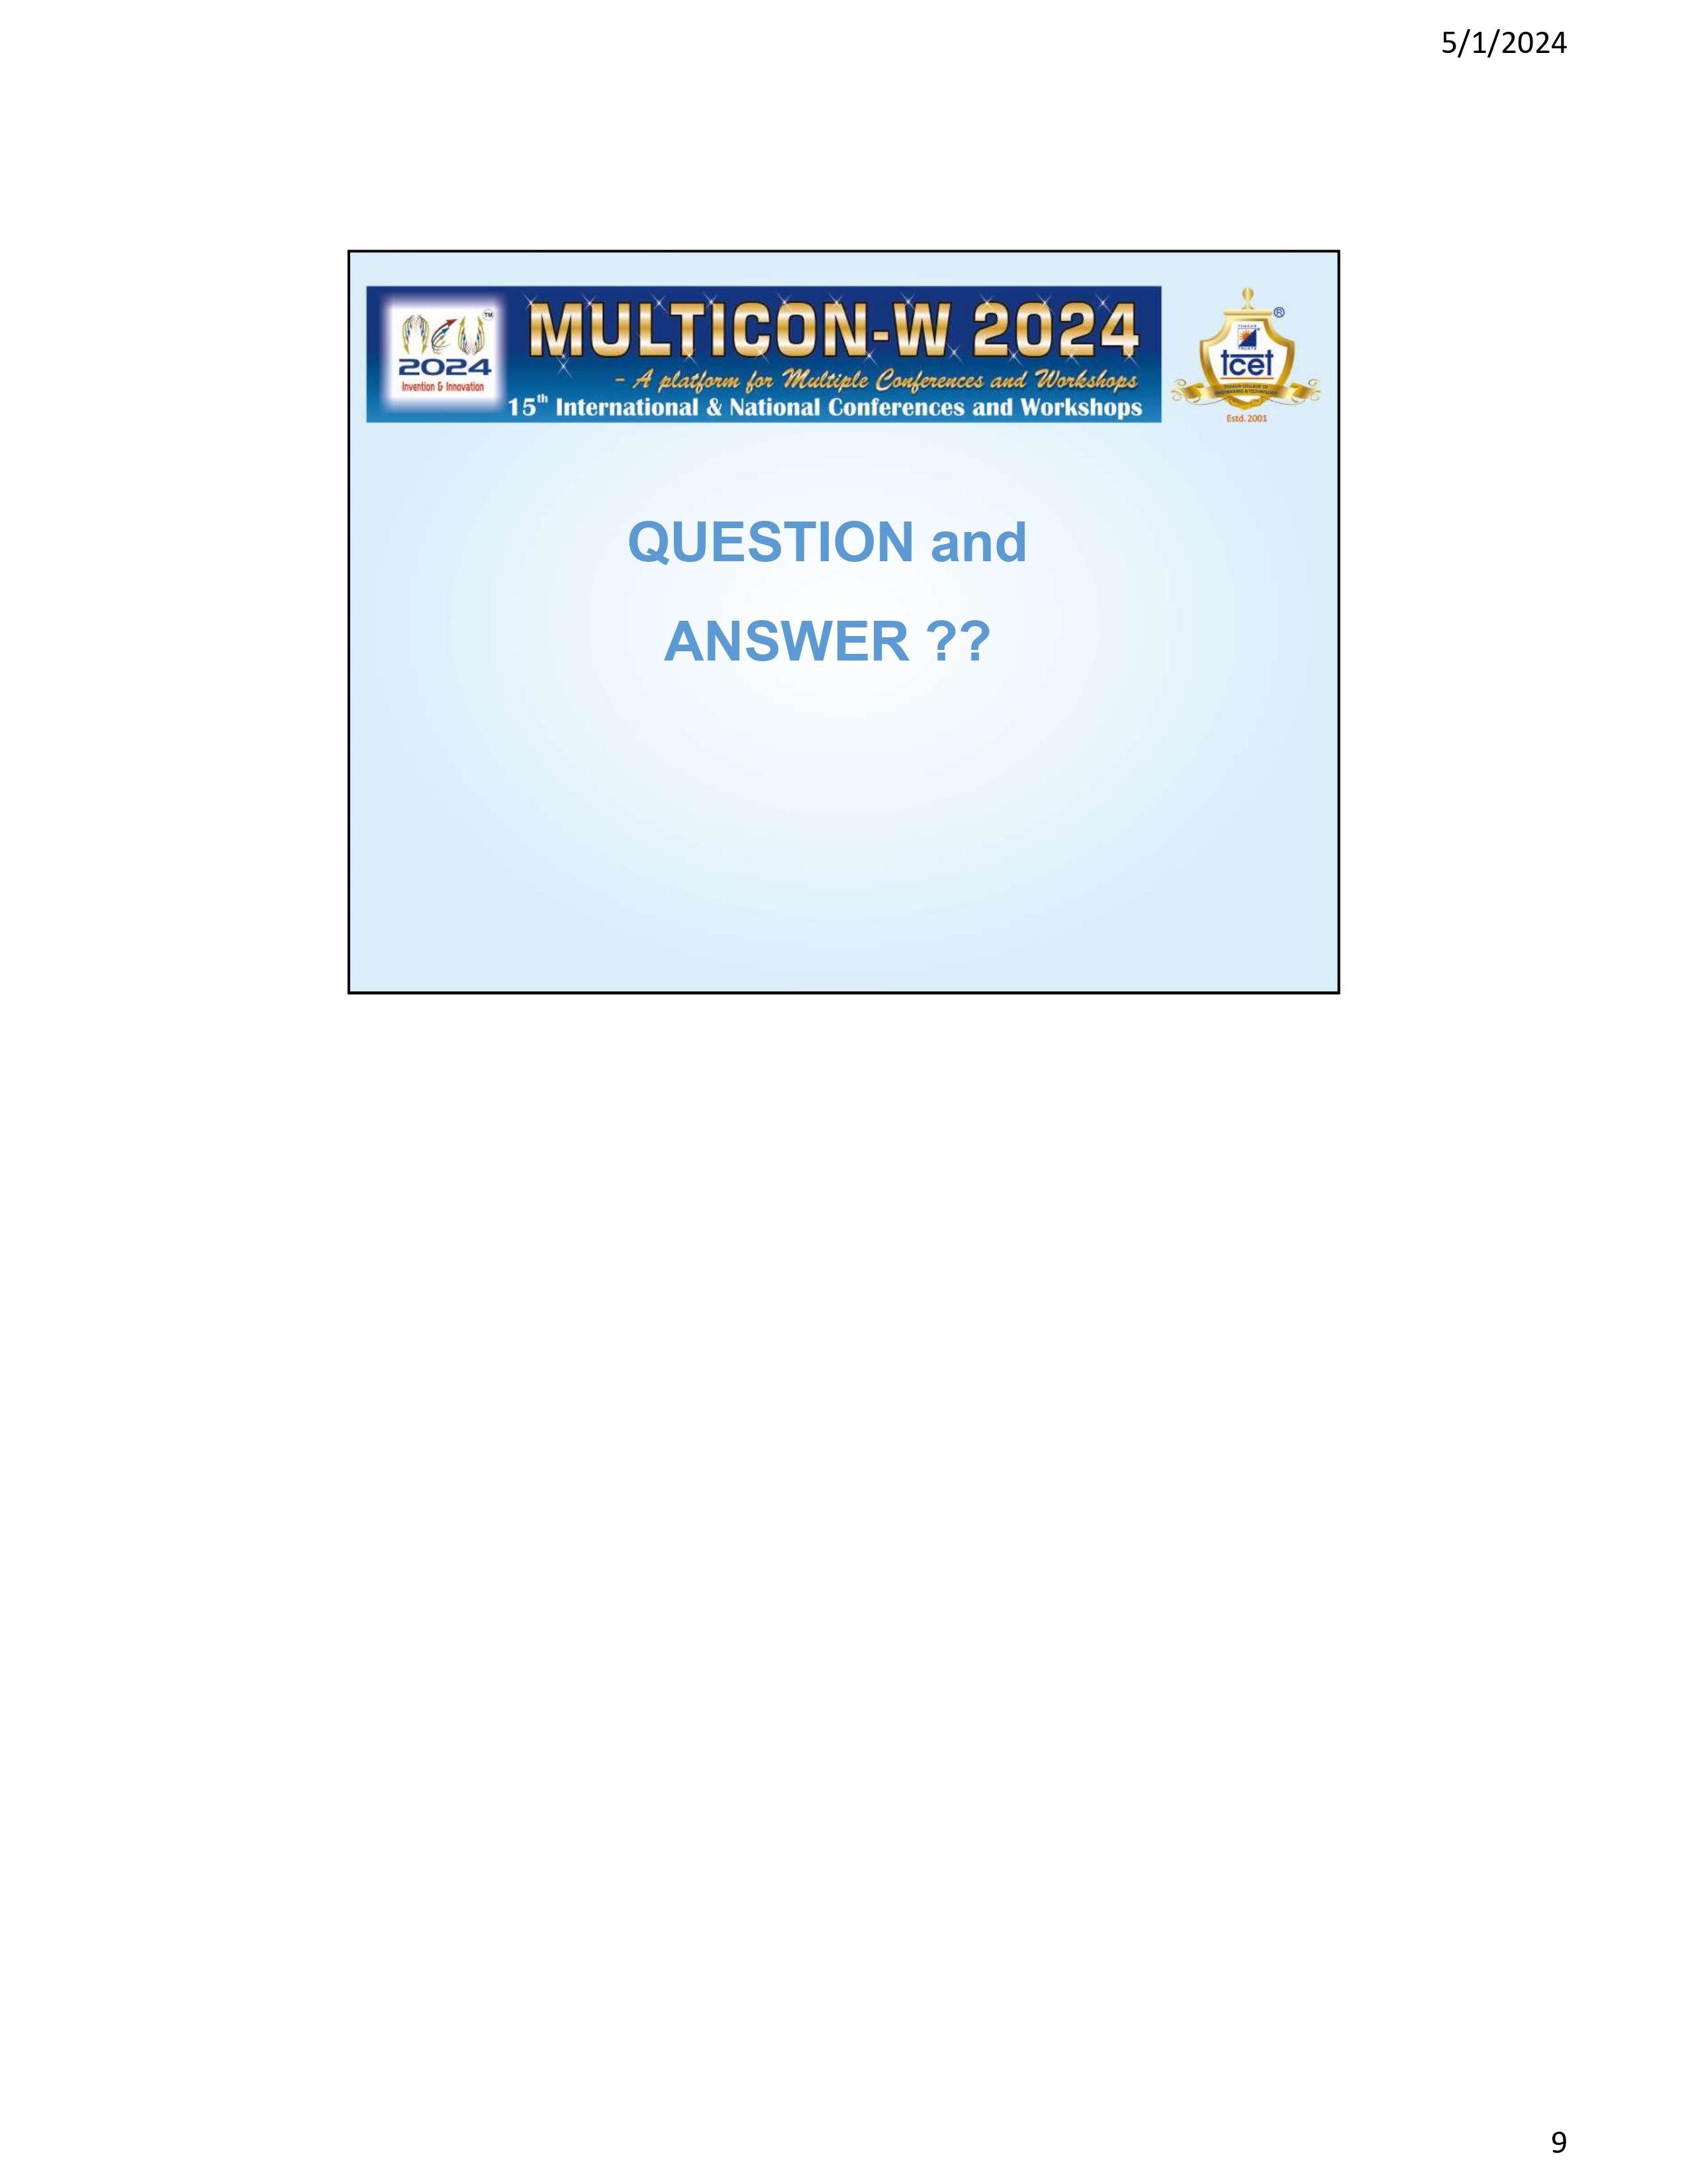 5/1/2024
TM
2024
Invention & Innovation
MULTICON-W 2024
- A platform for Multiple Conferences and Workshops
15th International & National Conferences and Workshops
®
tcet
Estd. 2001
QUESTION and
ANSWER ??
9